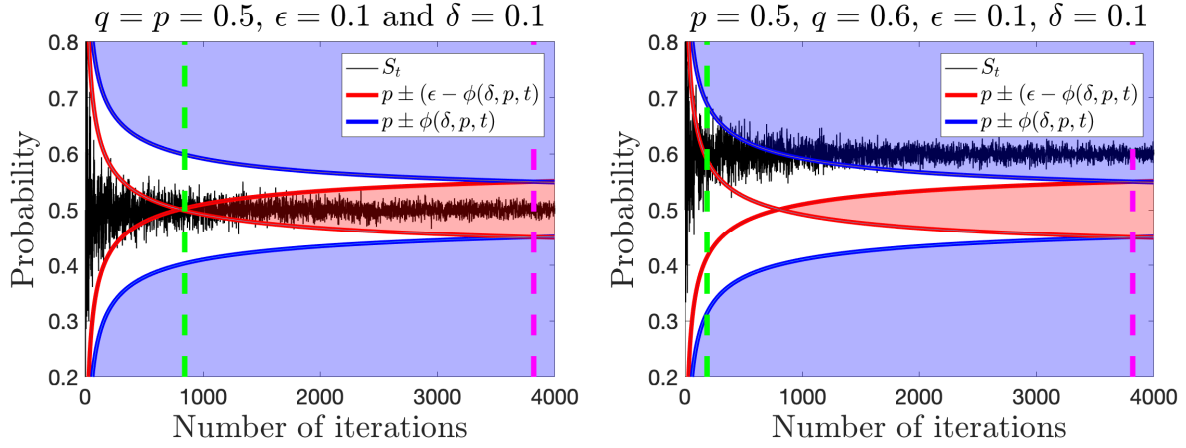 q = p = 0.5, ϵ = 0.1 and δ = 0.1
0.8
0.7
0.6
0.5
0.4
0.3
0.2
Probability
0
1000
2000
3000
4000
Number of iterations
S_t
p ± (ϵ − ϕ(δ, p, t)
p ± ϕ(δ, p, t)
p = 0.5, q = 0.6, ϵ = 0.1, δ = 0.1
0.8
0.7
0.6
0.5
0.4
0.3
0.2
Probability
0
1000
2000
3000
4000
Number of iterations
S_t
p ± (ϵ − ϕ(δ, p, t)
p ± ϕ(δ, p, t)